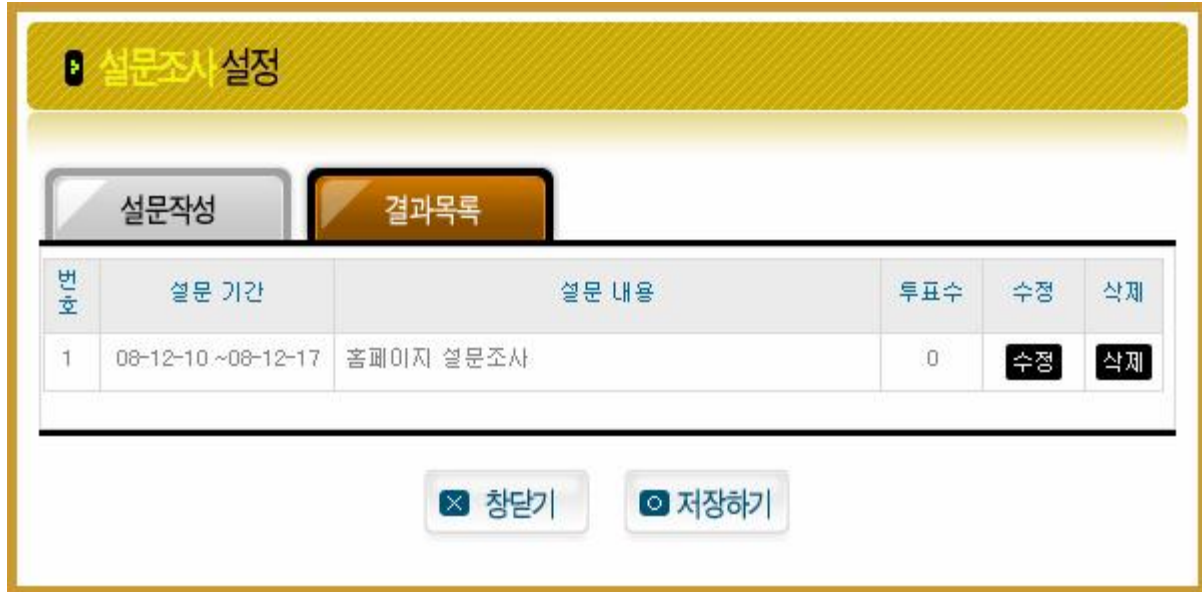 설문조사 설정
설문작성 결과목록
번호 설문 기간 설문 내용 투표수 수정 삭제
1 08-12-10 ~08-12-17 홈페이지 설문조사 0 수정 삭제
창닫기 저장하기